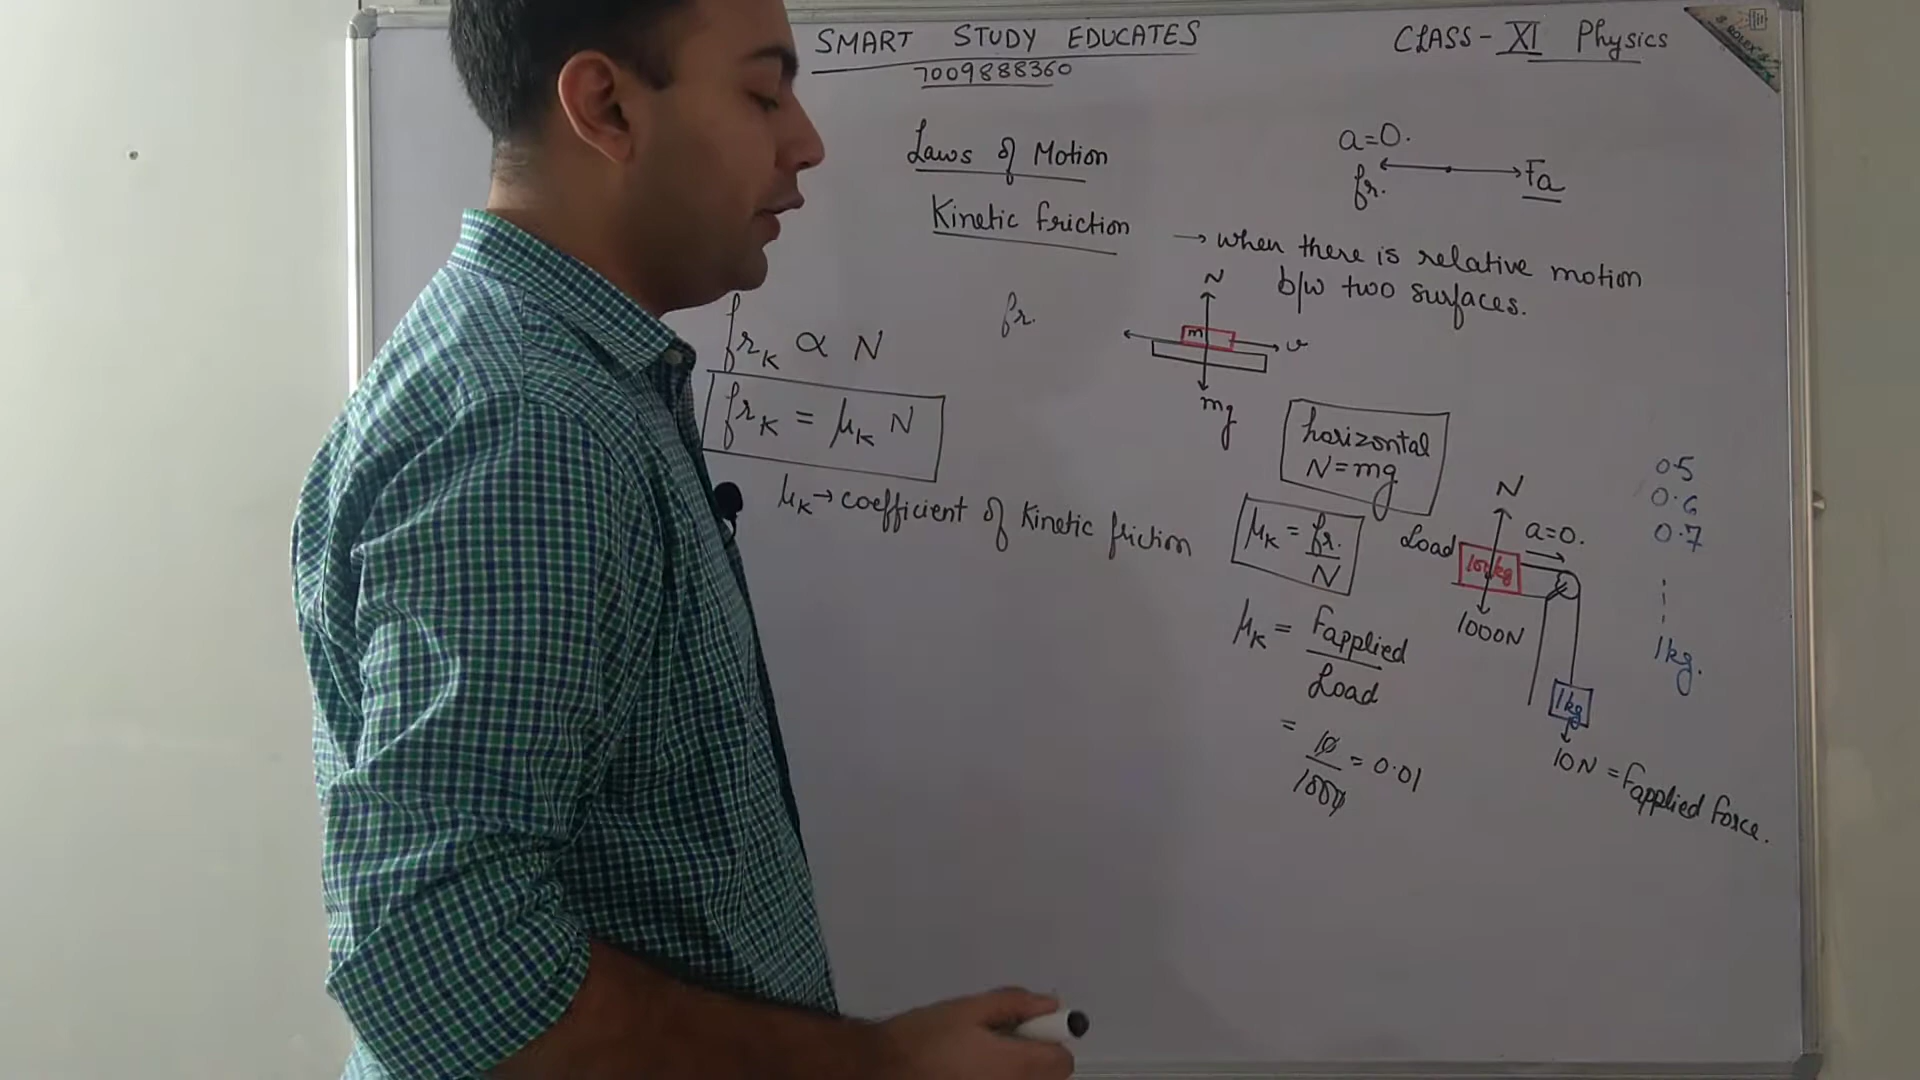 SMART STUDY EDUCATES
7009888360
CLASS - XI Physics
Laws of Motion
Kinetic friction
a=0.
fr.
Fa
→ when there is relative motion
b/w two surfaces.
frK ∝ N
fr.
N
m
v
mg
frK = μK N
μK → coefficient of Kinetic friction
horizontal
N = mg
μK = fr. / N
μK = Fapplied / Load
= 10 / 1000 = 0.01
N
a=0.
Load
100kg
1000N
1kg
10N = Fapplied force.
0.5
0.6
0.7
1kg.